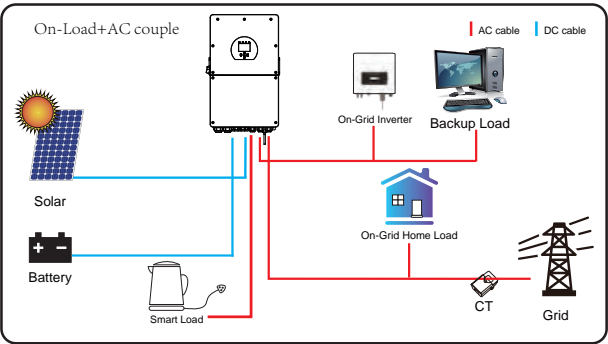 On-Load+AC couple
AC cable
DC cable
On-Grid Inverter
Backup Load
Solar
On-Grid Home Load
Battery
Smart Load
CT
Grid